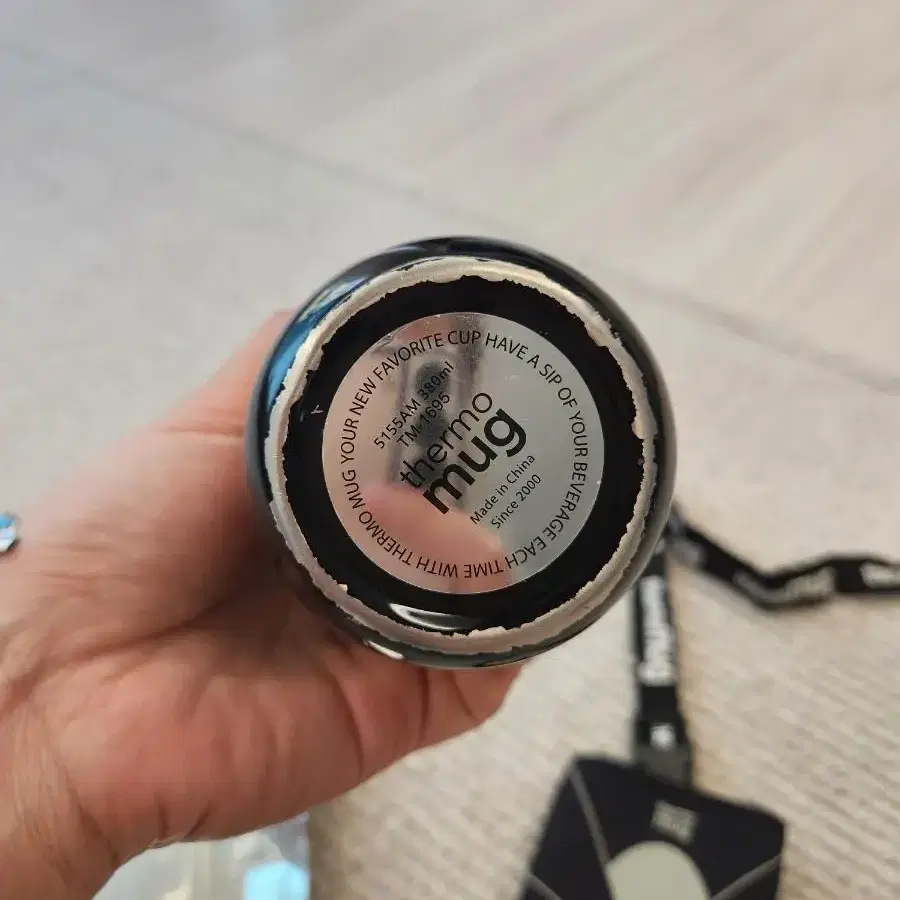 THERMO MUG YOUR NEW FAVORITE CUP HAVE A SIP OF YOUR BEVERAGE EACH TIME WITH
5155AM 380ml
TM-1695
thermo
mug
Made in China
Since 2000